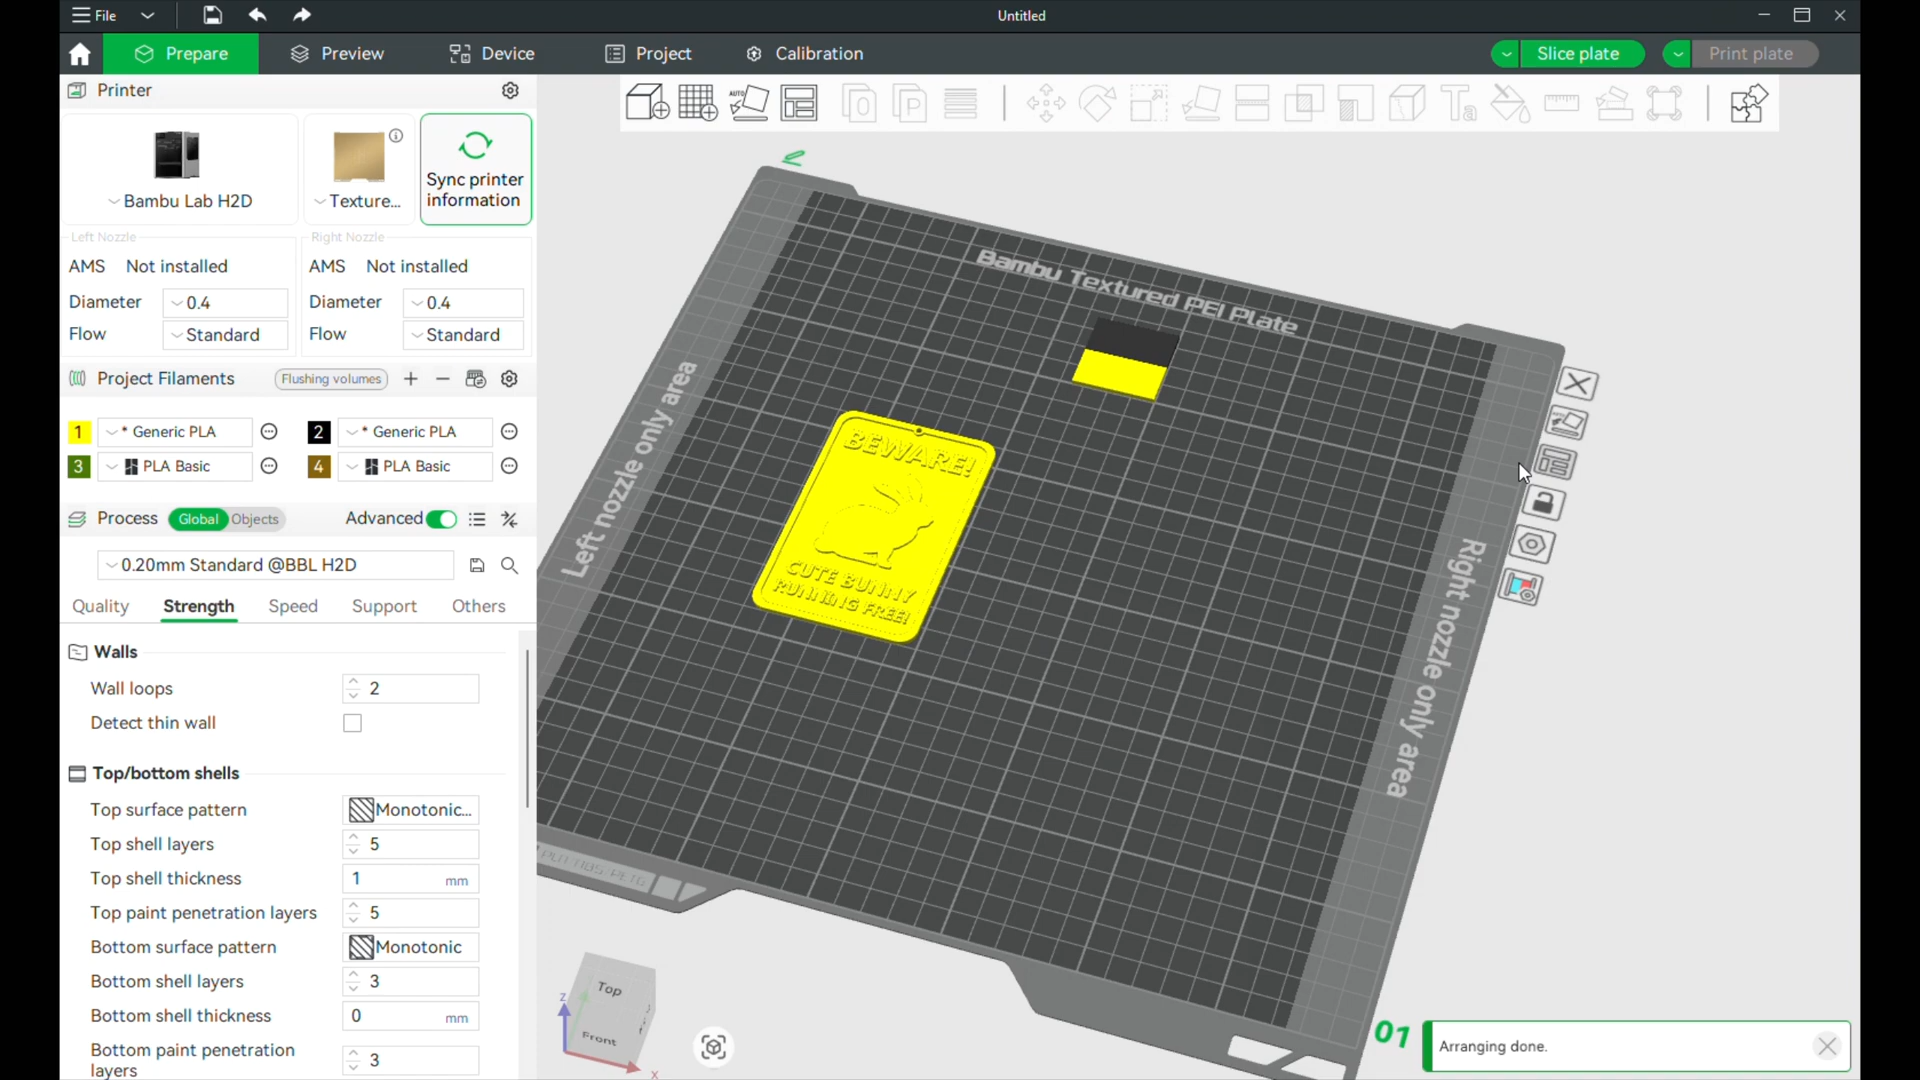 File
Untitled
Prepare
Preview
Device
Project
Calibration
Slice plate
Print plate
Printer
Bambu Lab H2D
Texture...
Sync printer
information
Left Nozzle
Right Nozzle
AMS Not installed
AMS Not installed
Diameter 0.4
Diameter 0.4
Flow Standard
Flow Standard
Project Filaments
Flushing volumes
1 * Generic PLA
2 * Generic PLA
3 PLA Basic
4 PLA Basic
Process
Global
Objects
Advanced
0.20mm Standard @BBL H2D
Quality
Strength
Speed
Support
Others
Walls
Wall loops 2
Detect thin wall
Top/bottom shells
Top surface pattern Monotonic...
Top shell layers 5
Top shell thickness 1 mm
Top paint penetration layers 5
Bottom surface pattern Monotonic
Bottom shell layers 3
Bottom shell thickness 0 mm
Bottom paint penetration
layers 3
AUTO
O
P
Ta
Bambu Textured PEI Plate
Left nozzle only area
Right nozzle only area
BEWARE!
CUTE BUNNY
RUNNING FREE!
PLA/ABS/PETG
Top
Front
z
x
01
Arranging done.